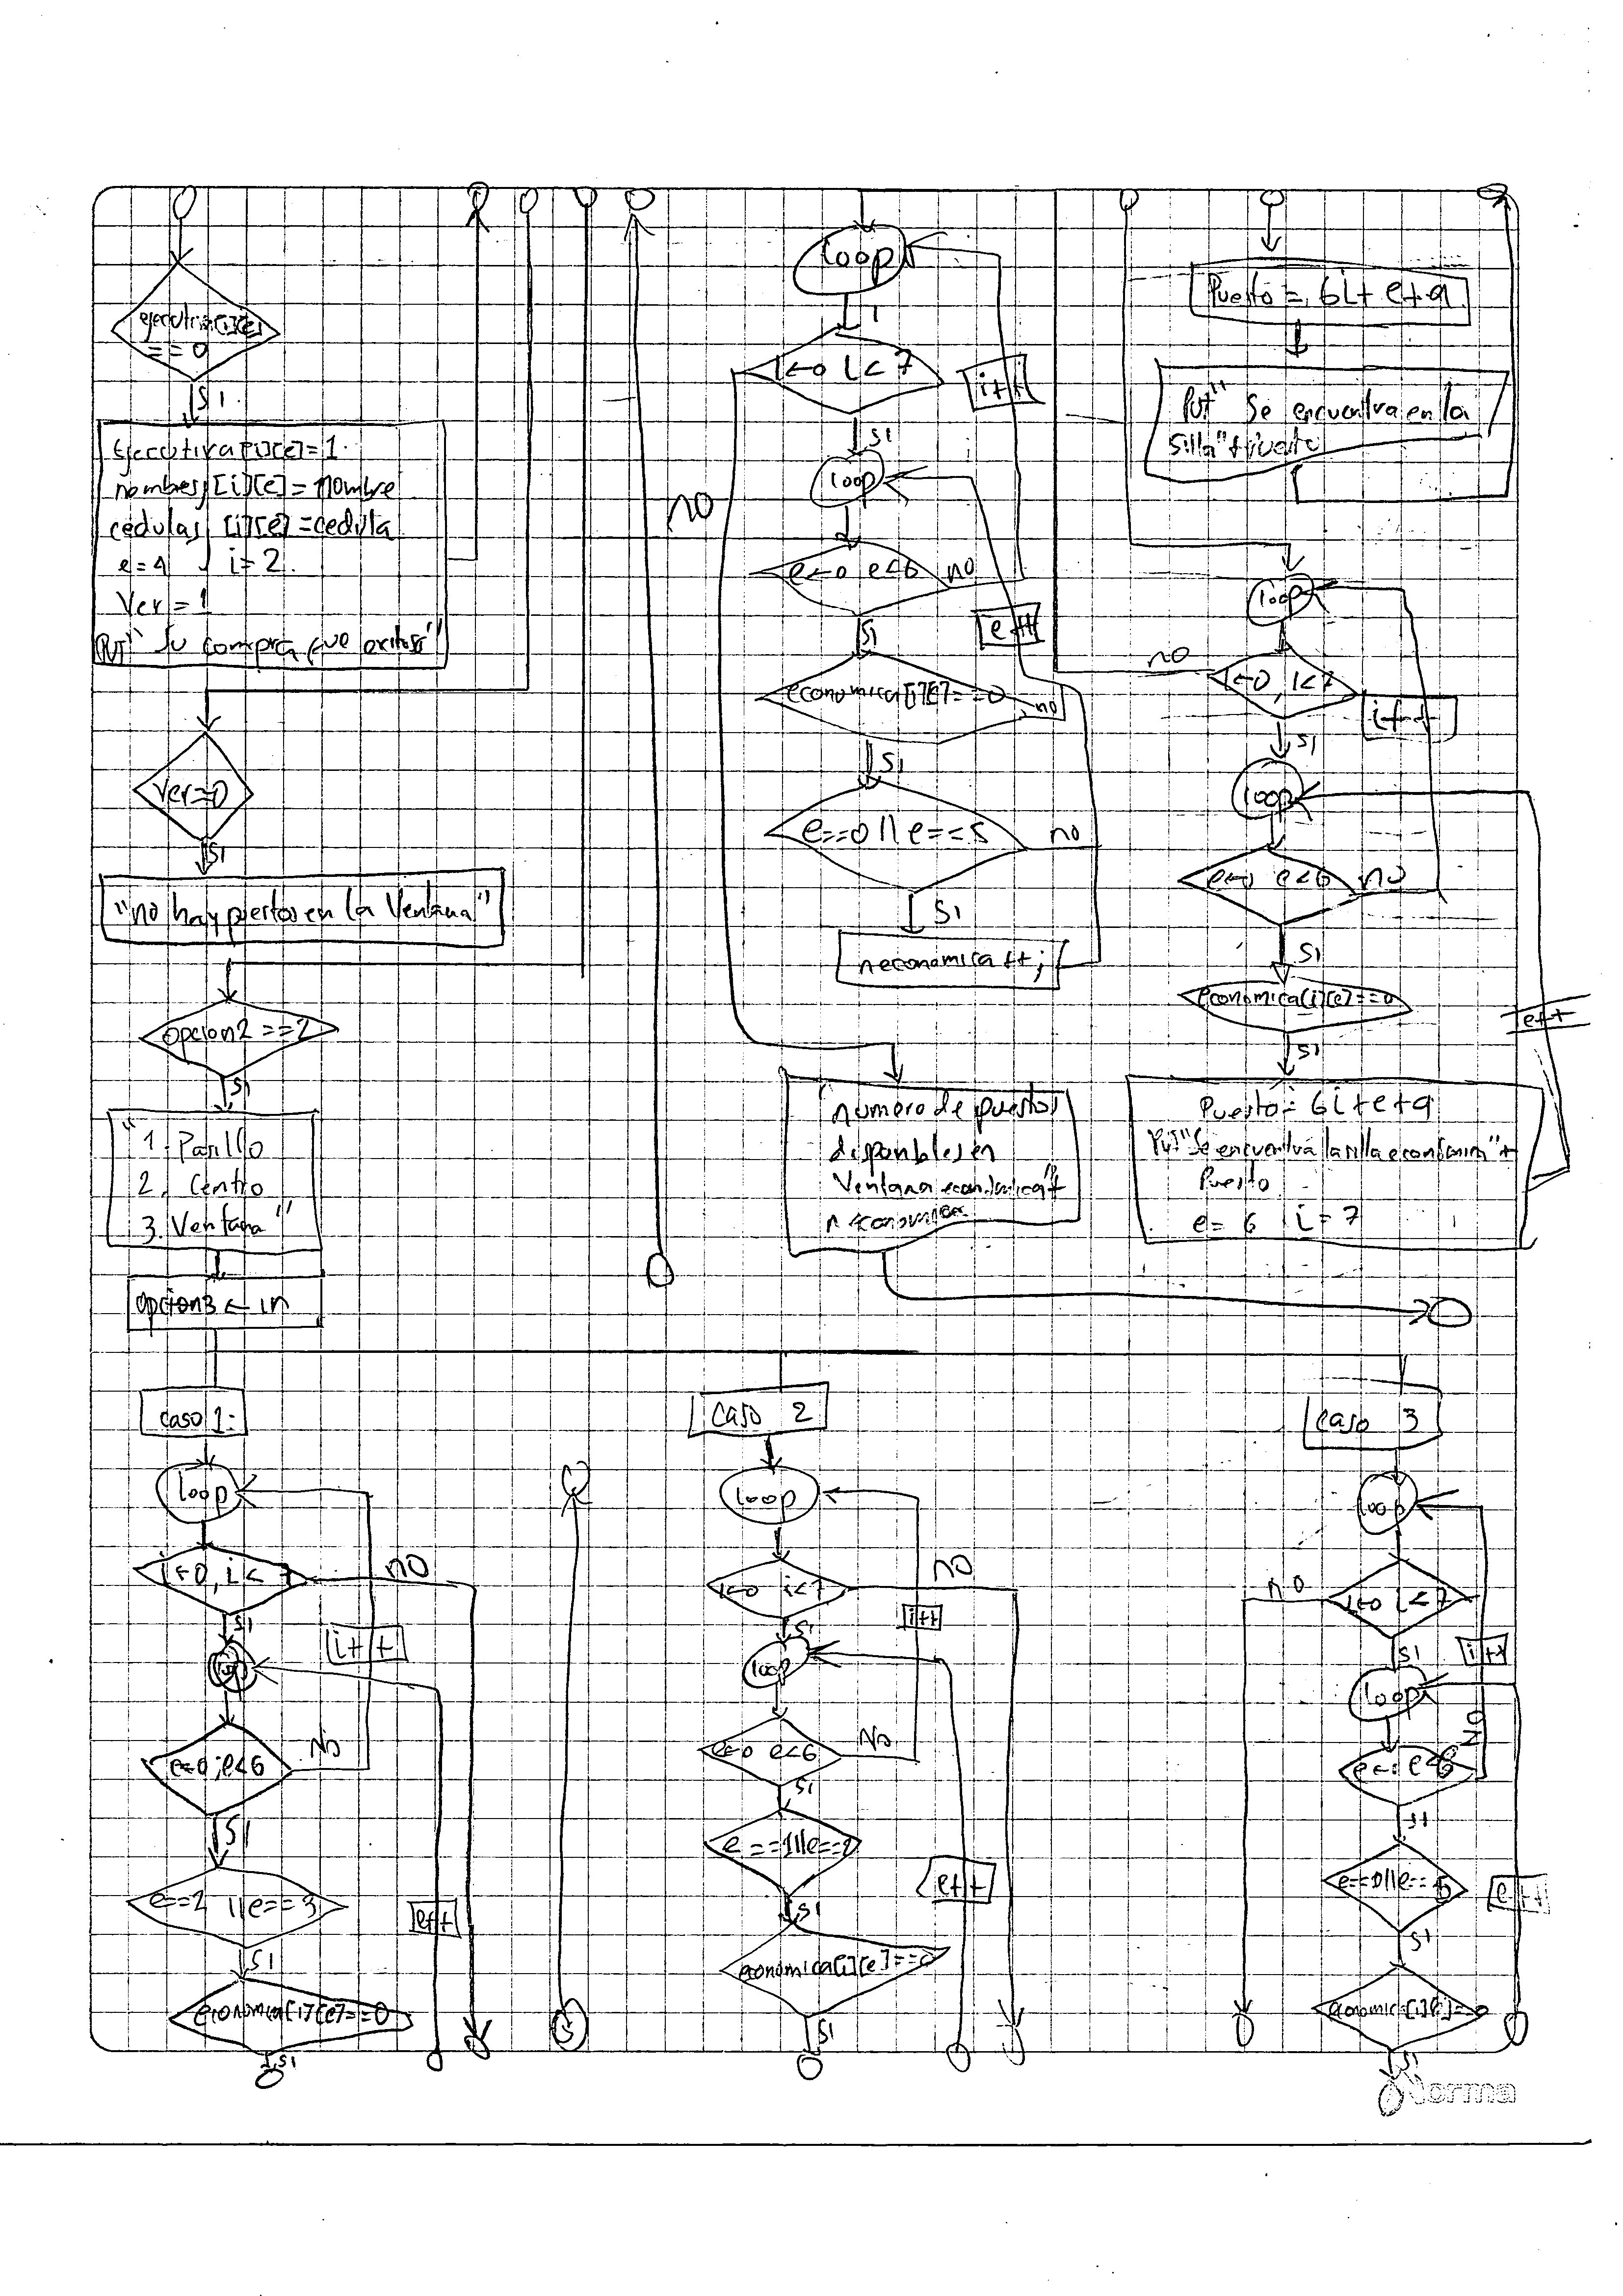 ejecutiva[i][e]
== 0
si
Ejecutiva[i][e]=1
nombres[i][e]=nombre
cedulas[i][e]=cedula
e=4 i=2
Ver=1
PUT" Su compra fue exitosa"
Ver=0
si
"no hay puertos en la Ventana"
opcion2 ==2
si
"1. Pasillo
2. Centro
3. Ventana"
opcion3 ← in
loop
i←0 i<7
i++
si
no
loop
e←0 e<6
no
si
e++
economica[i][e]==0
no
si
e==0 || e==5
no
si
neconomica++;
"numero de puestos
disponibles en
Ventana economica"+
neconomica
Puesto = 6i+e+9
Put" Se encuentra en la
silla"+puesto
loop
i←0, i<7
no
i++
si
loop
e←0 e<6
no
si
economica[i][e]==0
e++
si
Puesto= 6i+e+9
Put"Se encuentra la silla economica"+
Puesto
e= 6 i=7
caso 1:
loop
i←0, i<7
no
si
i++
loop
e←0; e<6
No
si
e==2 || e==3
e++
si
economica[i][e]==0
si
5
caso 2
loop
i←0 i<7
no
si
i++
loop
e←0 e<6
No
si
e==1||e==4
e++
si
economica[i][e]==0
si
caso 3
loop
i←0 i<7
no
si
i++
loop
e← e<6
NO
si
e==0||e==5
e++
si
economica[i][e]==0
si
Norma